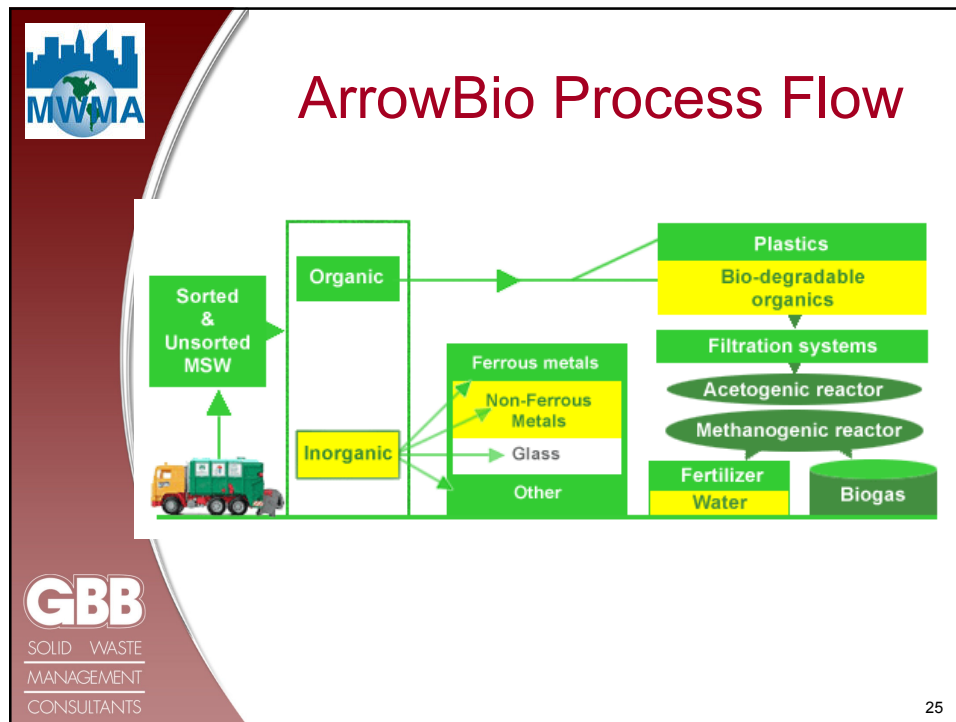 MWMA
ArrowBio Process Flow
Sorted
&
Unsorted
MSW
Organic
Inorganic
Ferrous metals
Non-Ferrous
Metals
Glass
Other
Plastics
Bio-degradable
organics
Filtration systems
Acetogenic reactor
Methanogenic reactor
Fertilizer
Water
Biogas
GBB
SOLID WASTE
MANAGEMENT
CONSULTANTS
25